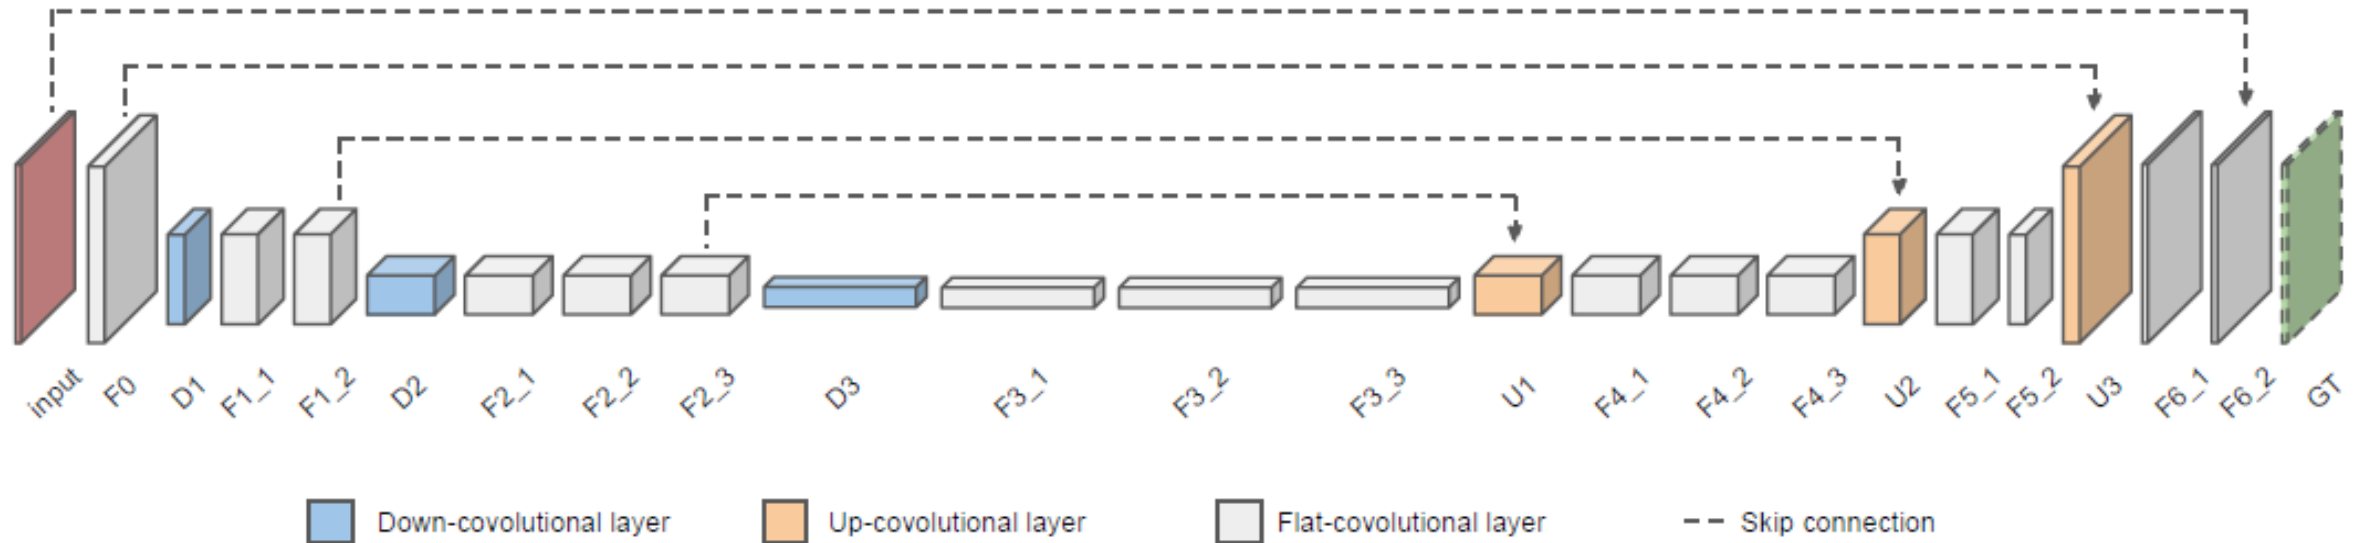 input F0 D1 F1_1 F1_2 D2 F2_1 F2_2 F2_3 D3 F3_1 F3_2 F3_3 U1 F4_1 F4_2 F4_3 U2 F5_1 F5_2 U3 F6_1 F6_2 GT
Down-covolutional layer Up-covolutional layer Flat-covolutional layer Skip connection